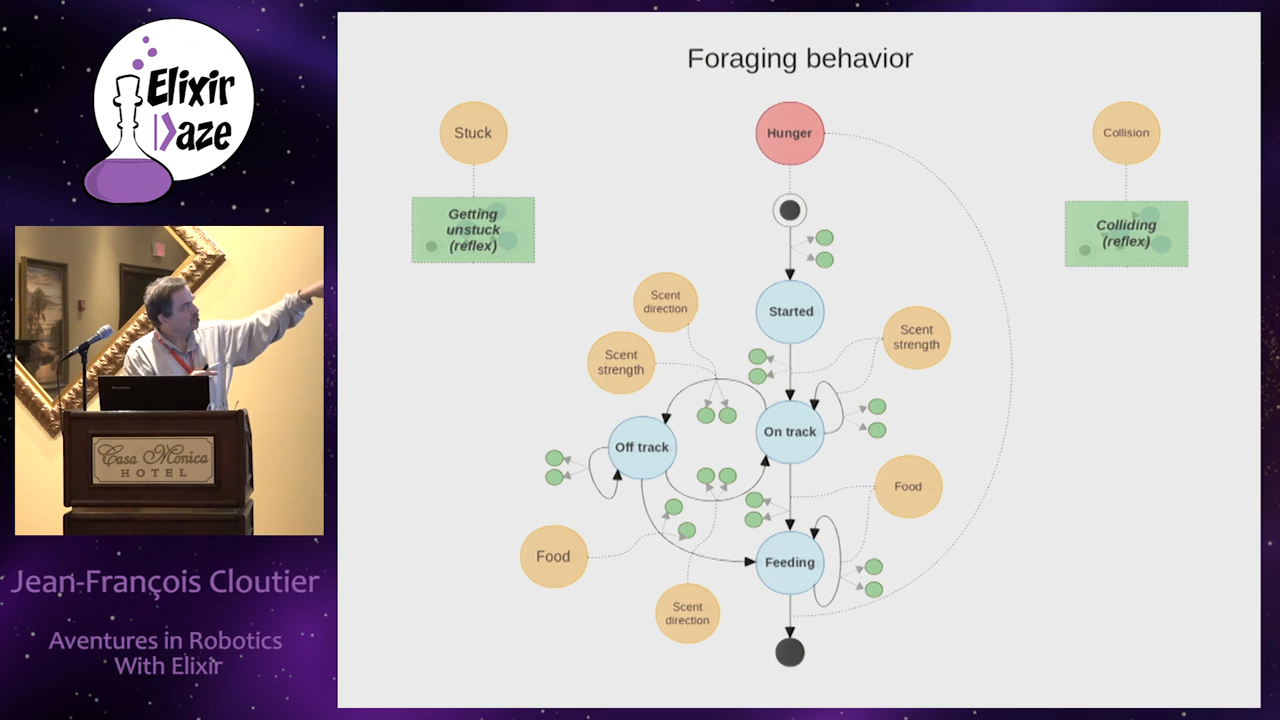 Elixir
Daze
Casa Monica
HOTEL
Jean-François Cloutier
Aventures in Robotics
With Elixir
Foraging behavior
Stuck
Hunger
Collision
Getting
unstuck
(reflex)
Colliding
(reflex)
Scent
direction
Started
Scent
strength
Scent
strength
On track
Off track
Food
Food
Feeding
Scent
direction